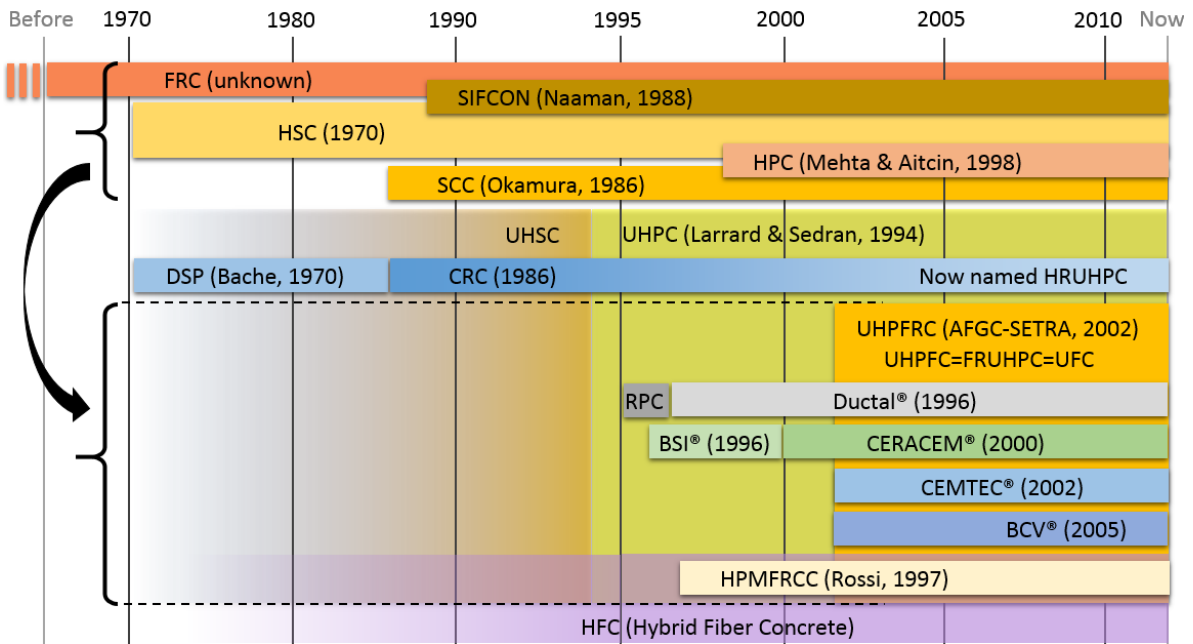 Before 1970 1980 1990 1995 2000 2005 2010 Now
FRC (unknown)
SIFCON (Naaman, 1988)
HSC (1970)
HPC (Mehta & Aitcin, 1998)
SCC (Okamura, 1986)
UHSC UHPC (Larrard & Sedran, 1994)
DSP (Bache, 1970) CRC (1986) Now named HRUHPC
UHPFRC (AFGC-SETRA, 2002)
UHPFC=FRUHPC=UFC
RPC Ductal® (1996)
BSI® (1996) CERACEM® (2000)
CEMTEC® (2002)
BCV® (2005)
HPMFRCC (Rossi, 1997)
HFC (Hybrid Fiber Concrete)